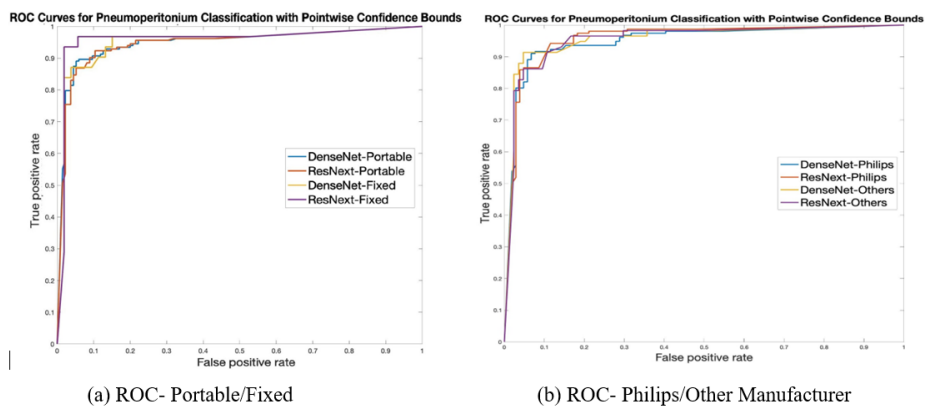 ROC Curves for Pneumoperitonium Classification with Pointwise Confidence Bounds
1
0.9
0.8
0.7
0.6
0.5
0.4
0.3
0.2
0.1
0
True positive rate
DenseNet-Portable
ResNext-Portable
DenseNet-Fixed
ResNext-Fixed
0 0.1 0.2 0.3 0.4 0.5 0.6 0.7 0.8 0.9 1
False positive rate
(a) ROC- Portable/Fixed
ROC Curves for Pneumoperitonium Classification with Pointwise Confidence Bounds
1
0.9
0.8
0.7
0.6
0.5
0.4
0.3
0.2
0.1
0
True positive rate
DenseNet-Philips
ResNext-Philips
DenseNet-Others
ResNext-Others
0 0.1 0.2 0.3 0.4 0.5 0.6 0.7 0.8 0.9 1
False positive rate
(b) ROC- Philips/Other Manufacturer